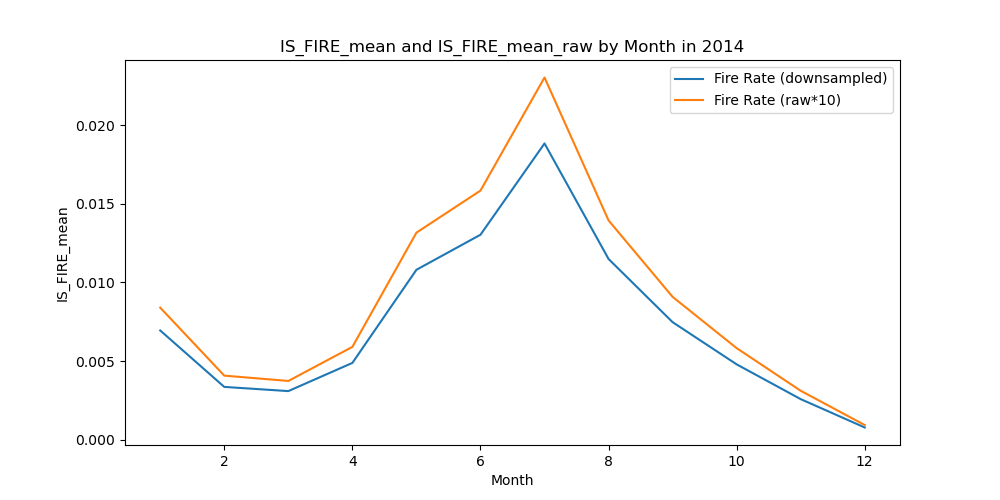 IS_FIRE_mean and IS_FIRE_mean_raw by Month in 2014
Fire Rate (downsampled)
Fire Rate (raw*10)
IS_FIRE_mean
0.020
0.015
0.010
0.005
0.000
2 4 6 8 10 12
Month